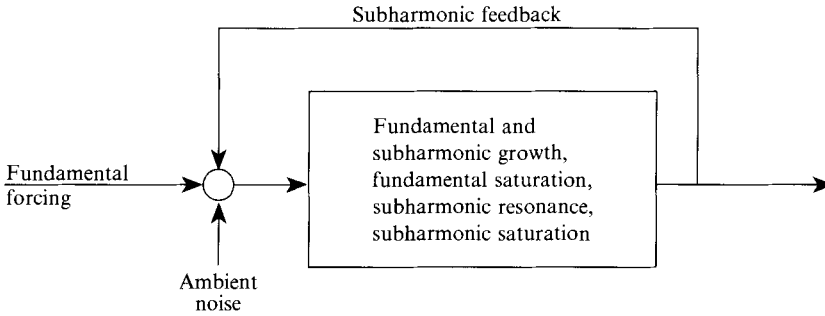 Subharmonic feedback
Fundamental
forcing
Fundamental and
subharmonic growth,
fundamental saturation,
subharmonic resonance,
subharmonic saturation
Ambient
noise